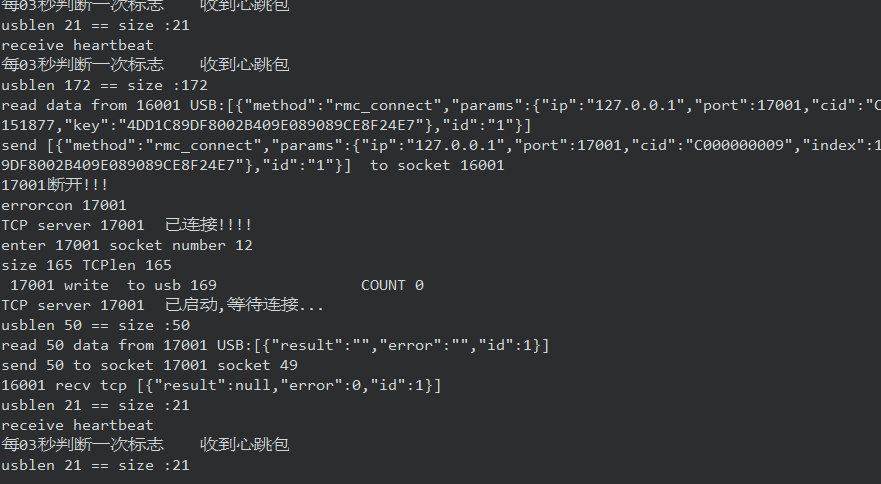 每03秒判断一次标志    收到心跳包
usblen 21 == size :21
receive heartbeat
每03秒判断一次标志    收到心跳包
usblen 172 == size :172
read data from 16001 USB:[{"method":"rmc_connect","params":{"ip":"127.0.0.1","port":17001,"cid":"C
151877,"key":"4DD1C89DF8002B409E089089CE8F24E7"},"id":"1"}]
send [{"method":"rmc_connect","params":{"ip":"127.0.0.1","port":17001,"cid":"C000000009","index":1
9DF8002B409E089089CE8F24E7"},"id":"1"}]  to socket 16001
17001断开!!!
errorcon 17001
TCP server 17001  已连接!!!!
enter 17001 socket number 12
size 165 TCPlen 165
 17001 write  to usb 169                COUNT 0
TCP server 17001  已启动,等待连接...
usblen 50 == size :50
read 50 data from 17001 USB:[{"result":"","error":"","id":1}]
send 50 to socket 17001 socket 49
16001 recv tcp [{"result":null,"error":0,"id":1}]
usblen 21 == size :21
receive heartbeat
每03秒判断一次标志    收到心跳包
usblen 21 == size :21